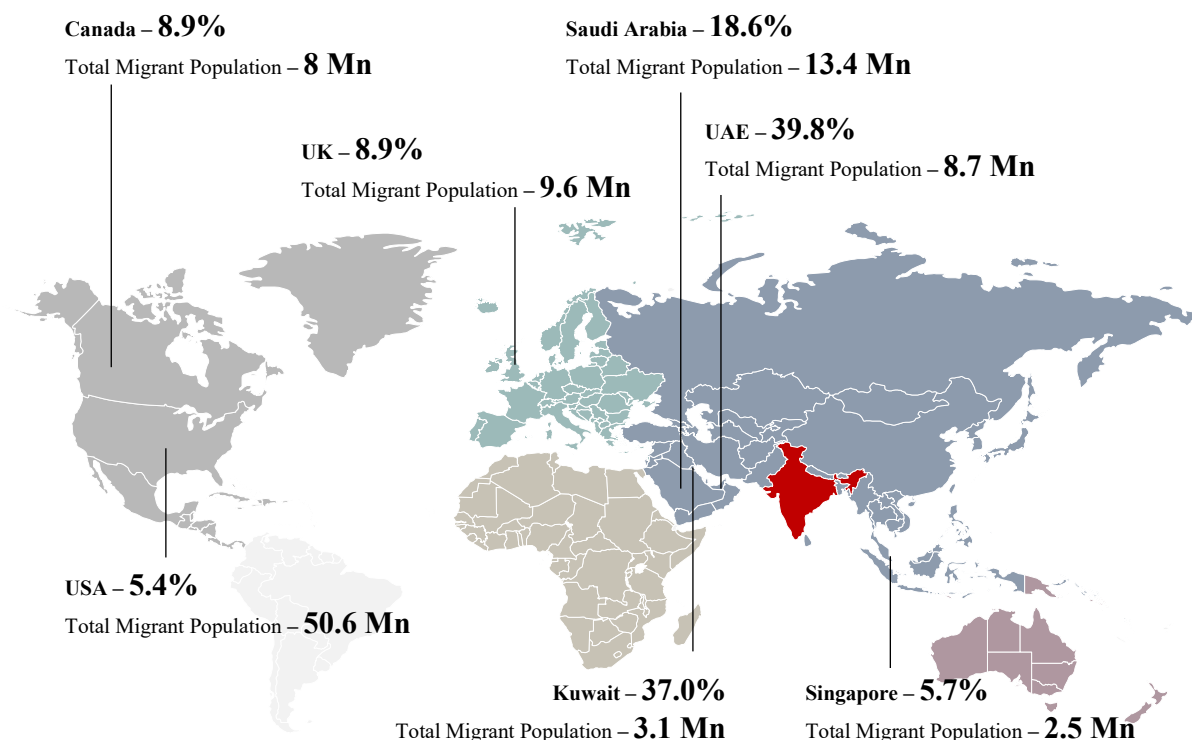 Canada – 8.9%
Total Migrant Population – 8 Mn
Saudi Arabia – 18.6%
Total Migrant Population – 13.4 Mn
UK – 8.9%
Total Migrant Population – 9.6 Mn
UAE – 39.8%
Total Migrant Population – 8.7 Mn
USA – 5.4%
Total Migrant Population – 50.6 Mn
Kuwait – 37.0%
Total Migrant Population – 3.1 Mn
Singapore – 5.7%
Total Migrant Population – 2.5 Mn